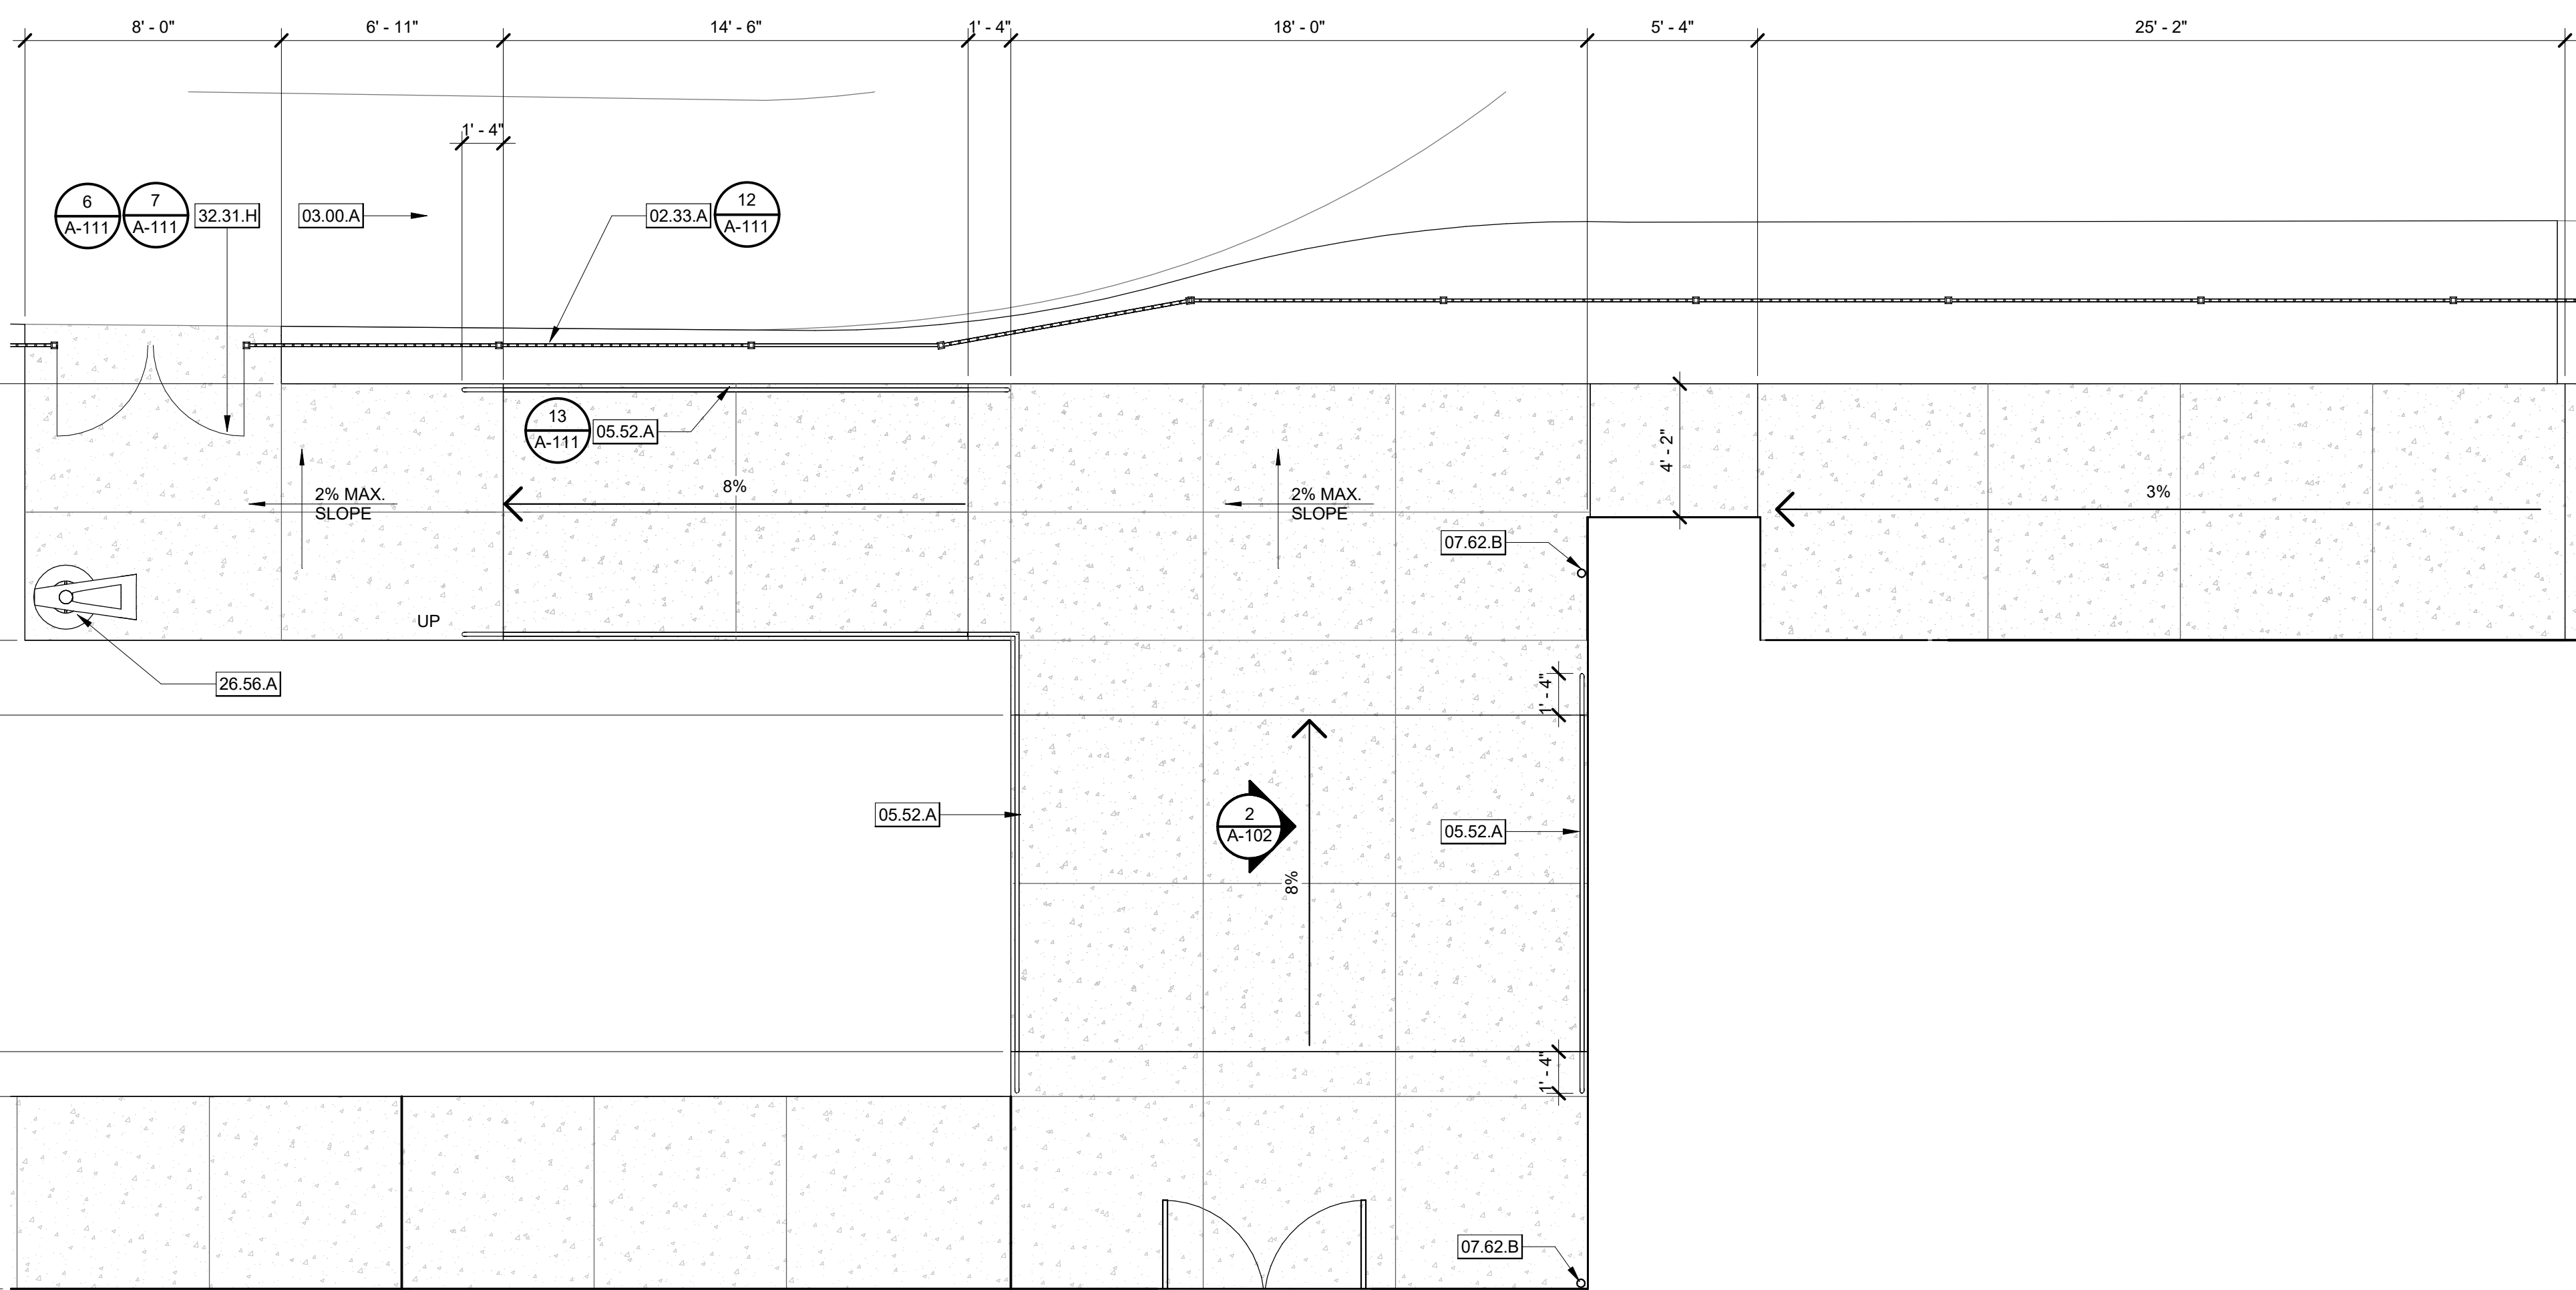 8' - 0"
6' - 11"
14' - 6"
1' - 4"
18' - 0"
5' - 4"
25' - 2"
1' - 4"
6
A-111
7
A-111
32.31.H
03.00.A
02.33.A
12
A-111
13
A-111
05.52.A
4' - 2"
8%
2% MAX.
SLOPE
2% MAX.
SLOPE
3%
07.62.B
UP
26.56.A
1' - 4"
05.52.A
2
A-102
05.52.A
8%
1' - 4"
07.62.B